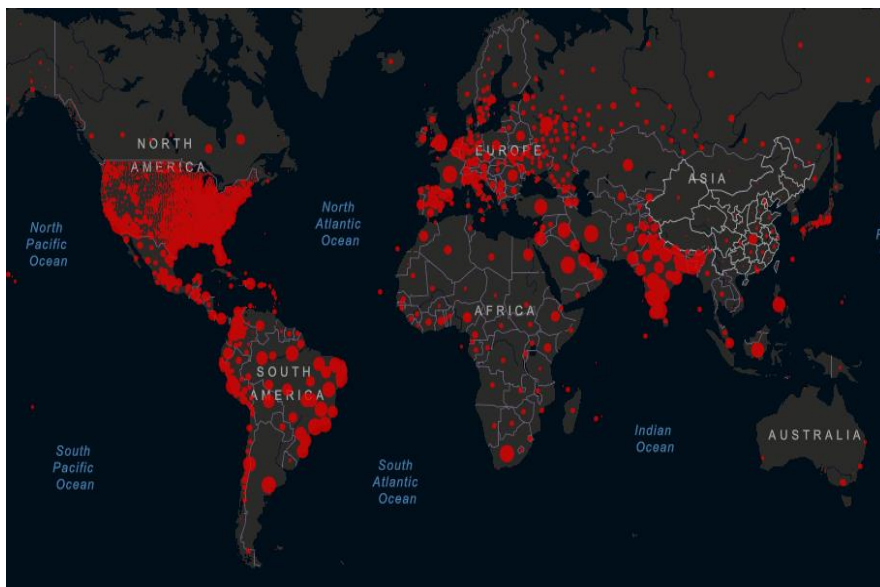 NORTH
AMERICA
EUROPE
ASIA
North
Pacific
Ocean
North
Atlantic
Ocean
AFRICA
SOUTH
AMERICA
Indian
Ocean
AUSTRALIA
South
Pacific
Ocean
South
Atlantic
Ocean